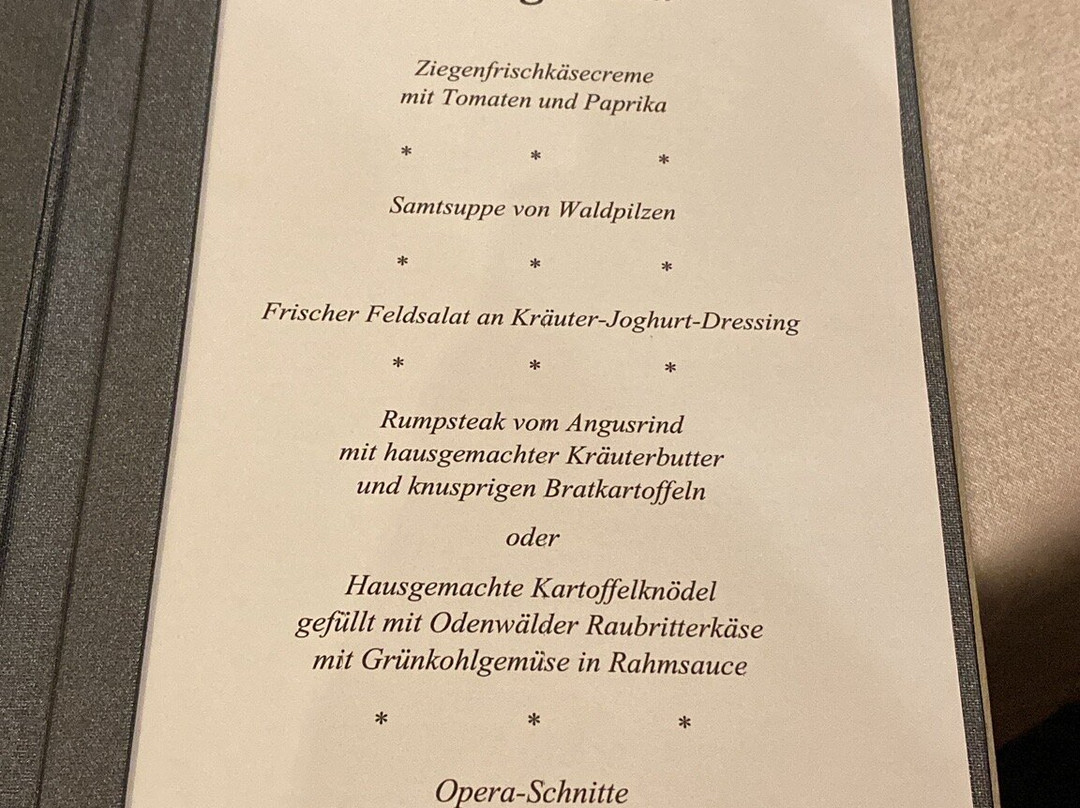 Ziegenfrischkäsecreme
mit Tomaten und Paprika
* * *
Samtsuppe von Waldpilzen
* * *
Frischer Feldsalat an Kräuter-Joghurt-Dressing
* * *
Rumpsteak vom Angusrind
mit hausgemachter Kräuterbutter
und knusprigen Bratkartoffeln
oder
Hausgemachte Kartoffelknödel
gefüllt mit Odenwälder Raubritterkäse
mit Grünkohlgemüse in Rahmsauce
* * *
Opera-Schnitte